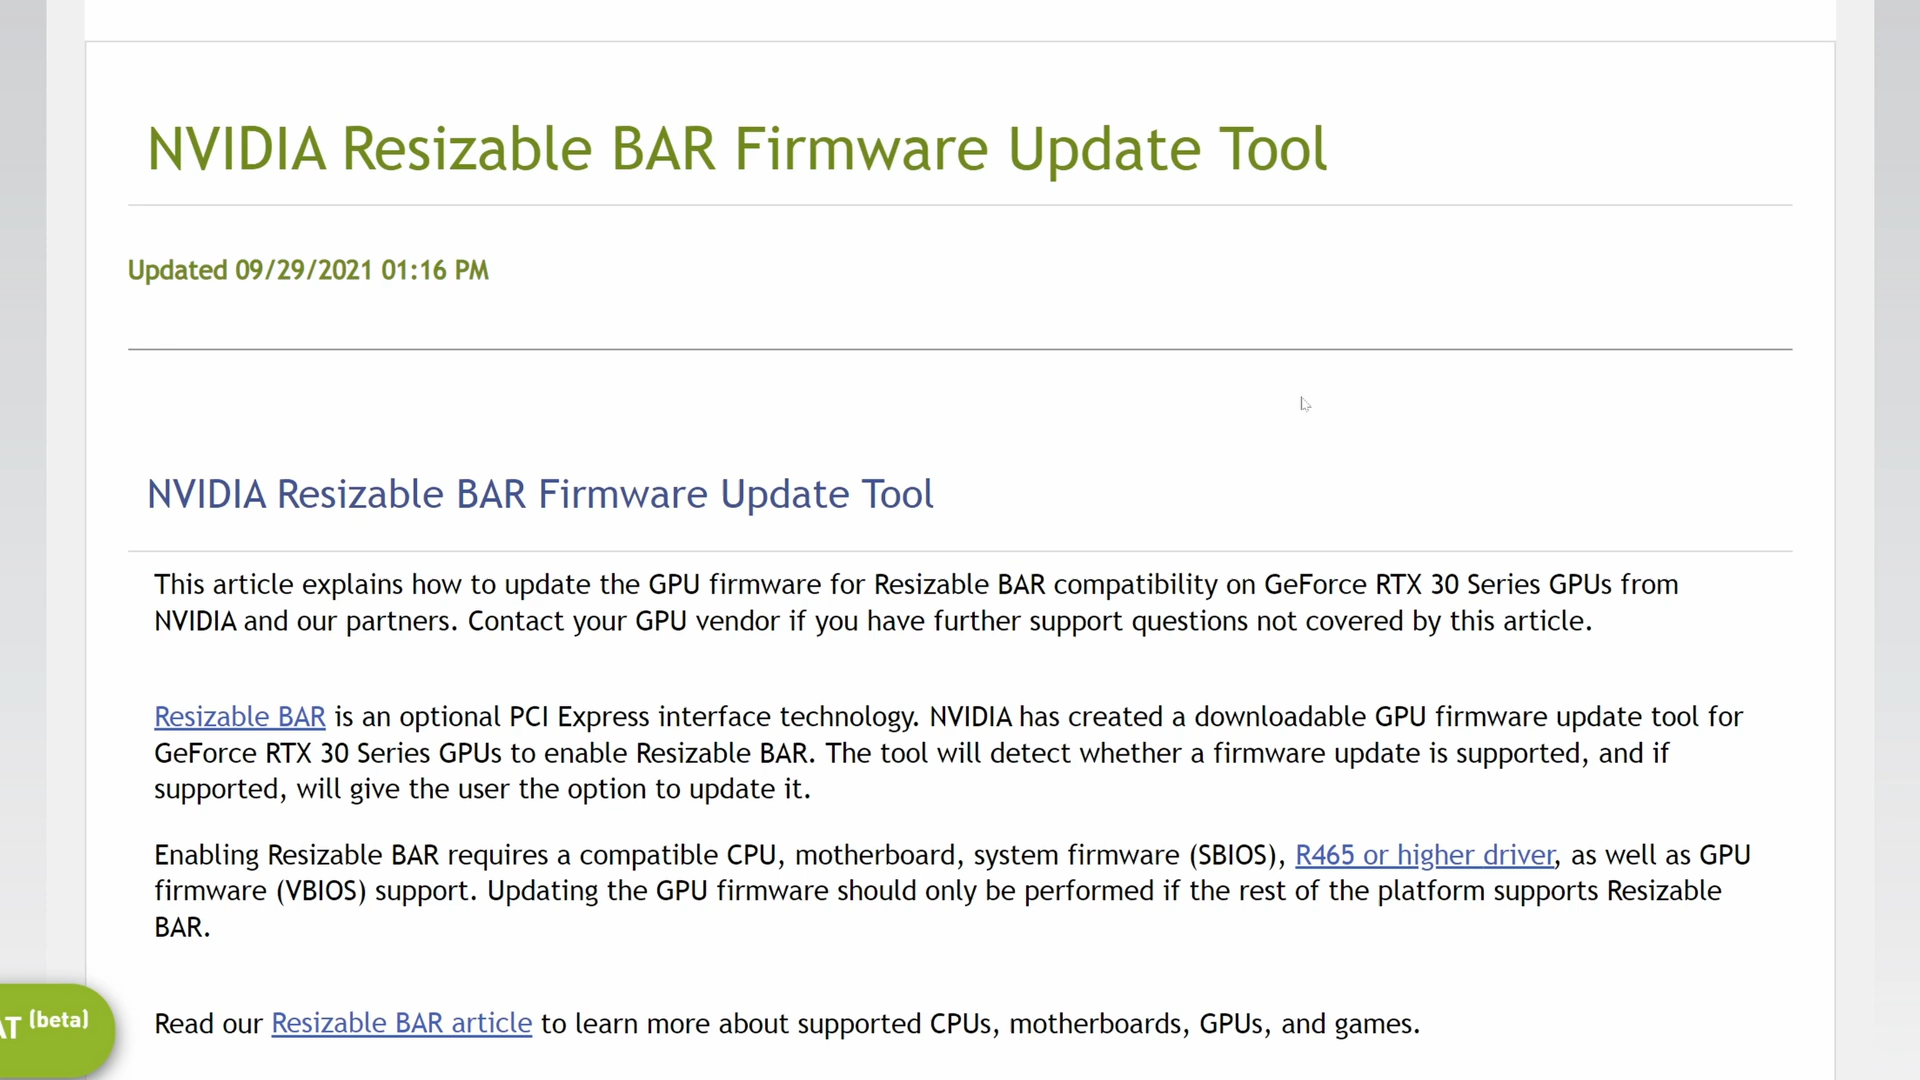 NVIDIA Resizable BAR Firmware Update Tool
Updated 09/29/2021 01:16 PM
NVIDIA Resizable BAR Firmware Update Tool
This article explains how to update the GPU firmware for Resizable BAR compatibility on GeForce RTX 30 Series GPUs from
NVIDIA and our partners. Contact your GPU vendor if you have further support questions not covered by this article.
Resizable BAR is an optional PCI Express interface technology. NVIDIA has created a downloadable GPU firmware update tool for
GeForce RTX 30 Series GPUs to enable Resizable BAR. The tool will detect whether a firmware update is supported, and if
supported, will give the user the option to update it.
Enabling Resizable BAR requires a compatible CPU, motherboard, system firmware (SBIOS), R465 or higher driver, as well as GPU
firmware (VBIOS) support. Updating the GPU firmware should only be performed if the rest of the platform supports Resizable
BAR.
AT (beta)
Read our Resizable BAR article to learn more about supported CPUs, motherboards, GPUs, and games.